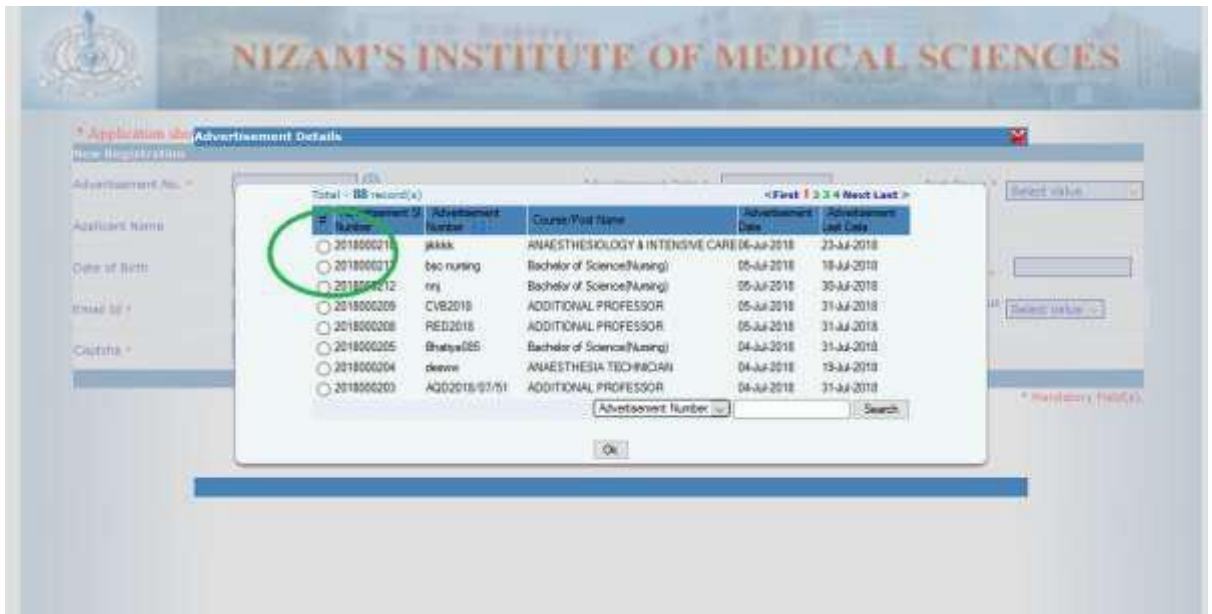 NIZAM'S INSTITUTE OF MEDICAL SCIENCES
* Application Advertisement Details
New Registration
Advertisement No. * Select Value
Applicant Name
Date of Birth
Email Id * Select Value
Captcha *
* Mandatory Field(s).
Total - 88 record(s) <First 1 2 3 4 Next Last >
# Advertisement Sl Number Advertisement Number Course/Post Name Advertisement Date Advertisement Last Date
jkkkk ANAESTHESIOLOGY & INTENSIVE CARE 06-Jul-2018 23-Jul-2018
bsc nursing Bachelor of Science(Nursing) 05-Jul-2018 18-Jul-2018
2018000212 nnj Bachelor of Science(Nursing) 05-Jul-2018 30-Jul-2018
2018000209 CVB2018 ADDITIONAL PROFESSOR 05-Jul-2018 31-Jul-2018
2018000208 RED2018 ADDITIONAL PROFESSOR 05-Jul-2018 31-Jul-2018
2018000205 Bhatiya085 Bachelor of Science(Nursing) 04-Jul-2018 31-Jul-2018
2018000204 ANAESTHESIA TECHNICIAN 04-Jul-2018 19-Jul-2018
2018000203 AQD2018/07/51 ADDITIONAL PROFESSOR 04-Jul-2018 31-Jul-2018
Advertisement Number Search
Ok